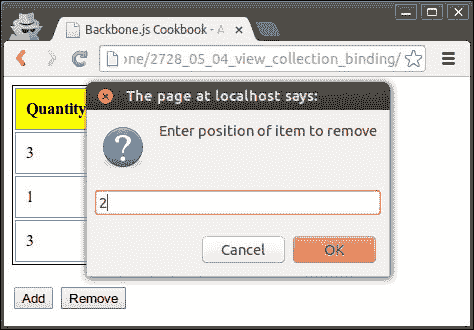 Backbone.js Cookbook - A
one/2728_05_04_view_collection_binding/
The page at localhost says:
Enter position of item to remove
2
Cancel
OK
Quantity
3
1
3
Add
Remove